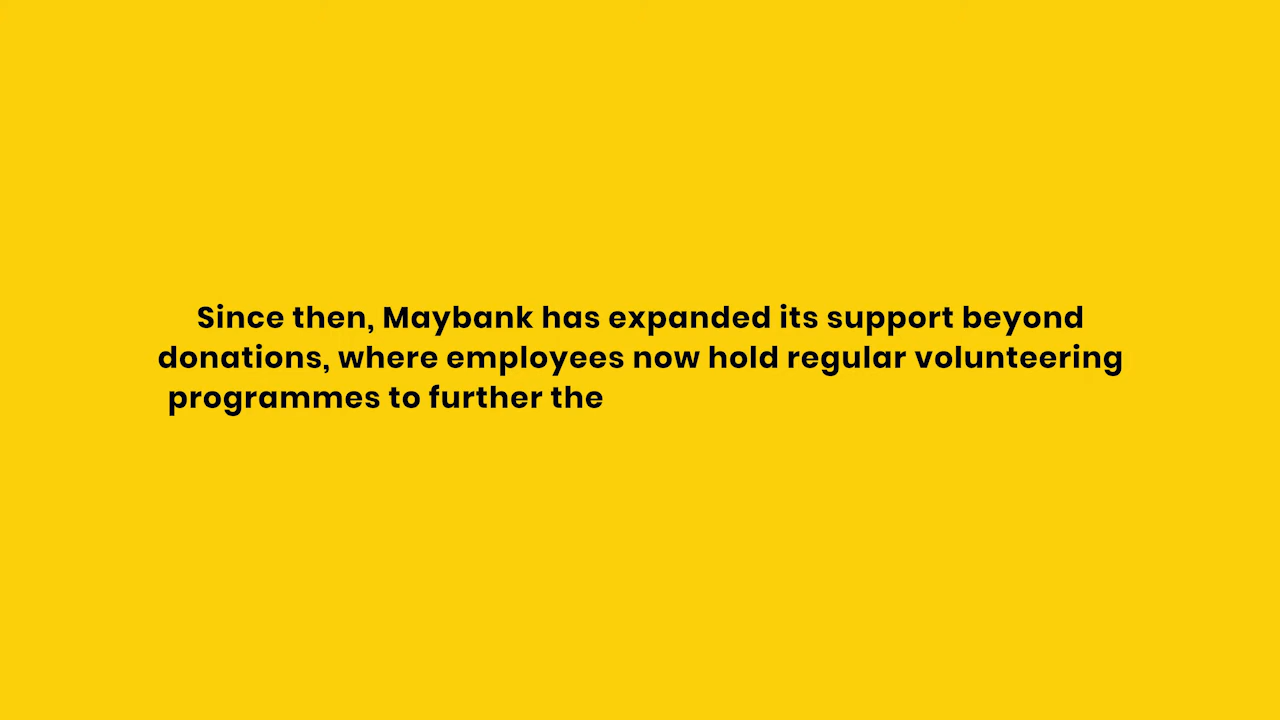 Since then, Maybank has expanded its support beyond
donations, where employees now hold regular volunteering
programmes to further the